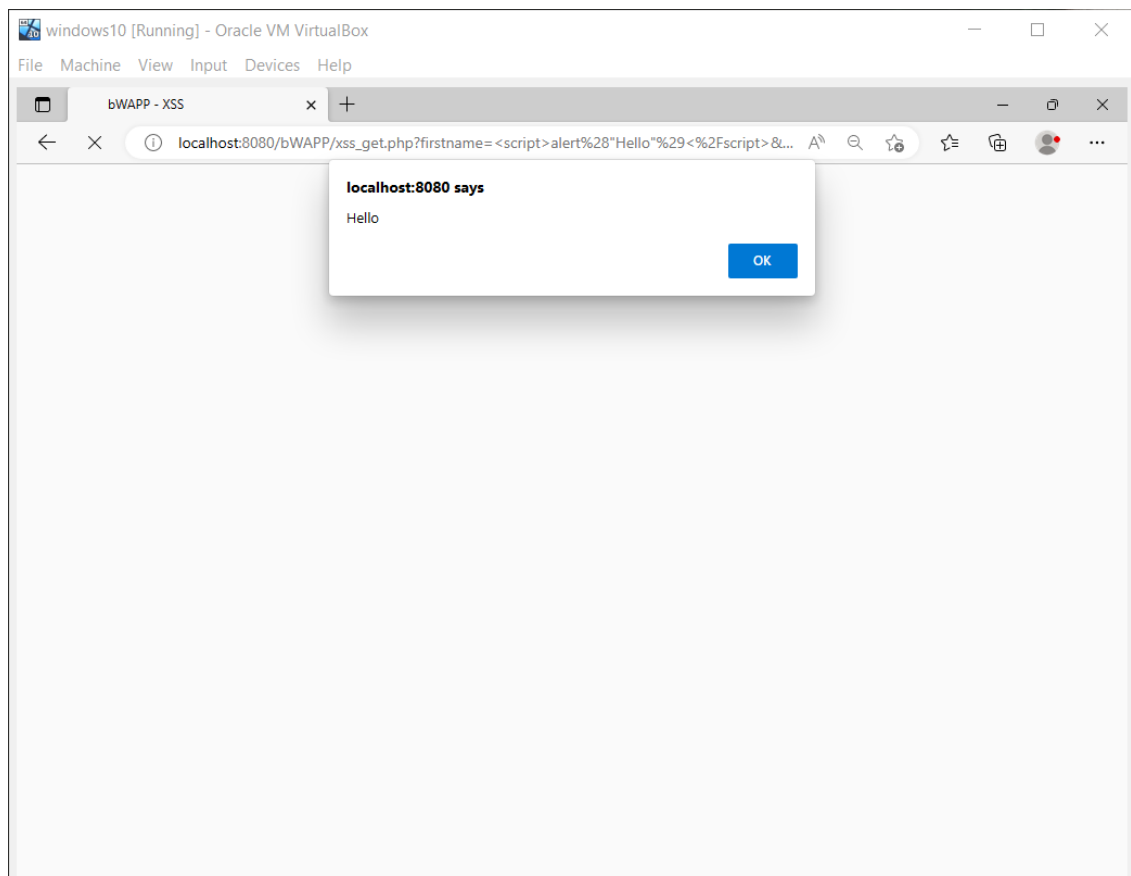 windows10 [Running] - Oracle VM VirtualBox
File Machine View Input Devices Help
bWAPP - XSS
localhost:8080/bWAPP/xss_get.php?firstname=<script>alert%28"Hello"%29<%2Fscript>&...
localhost:8080 says
Hello
OK